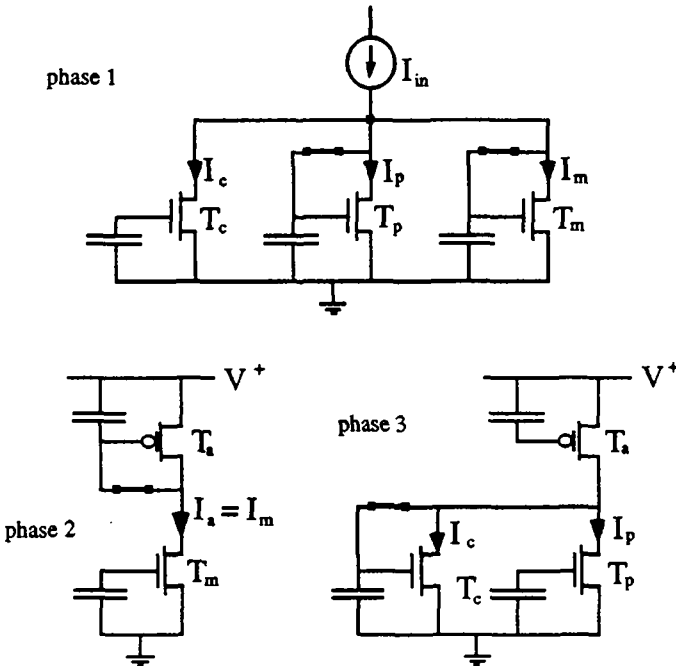 phase 1
I_in
I_c
T_c
I_p
T_p
I_m
T_m
phase 2
V⁺
T_a
I_a = I_m
T_m
phase 3
V⁺
T_a
I_c
T_c
I_p
T_p